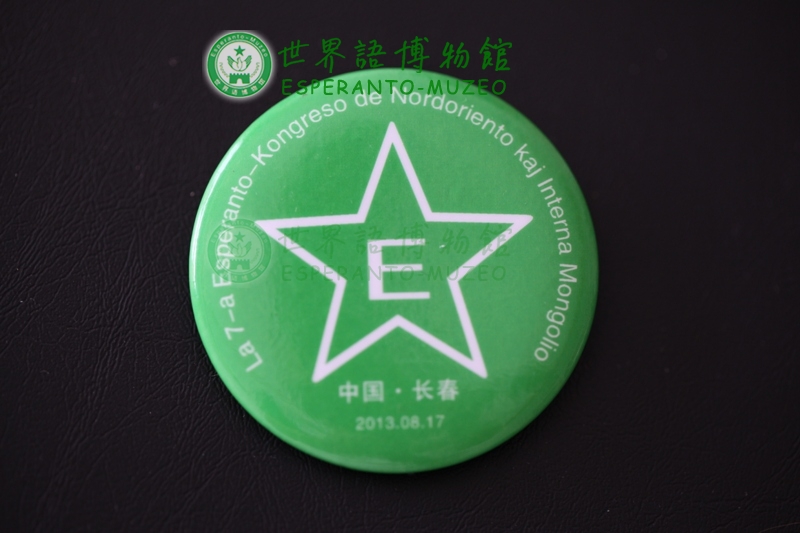 世界語博物館
ESPERANTO-MUZEO
La 7-a Esperanto-Kongreso de Nordoriento kaj Interna Mongolio
世界語博物館
ESPERANTO-MUZEO
E
中国·长春
2013.08.17